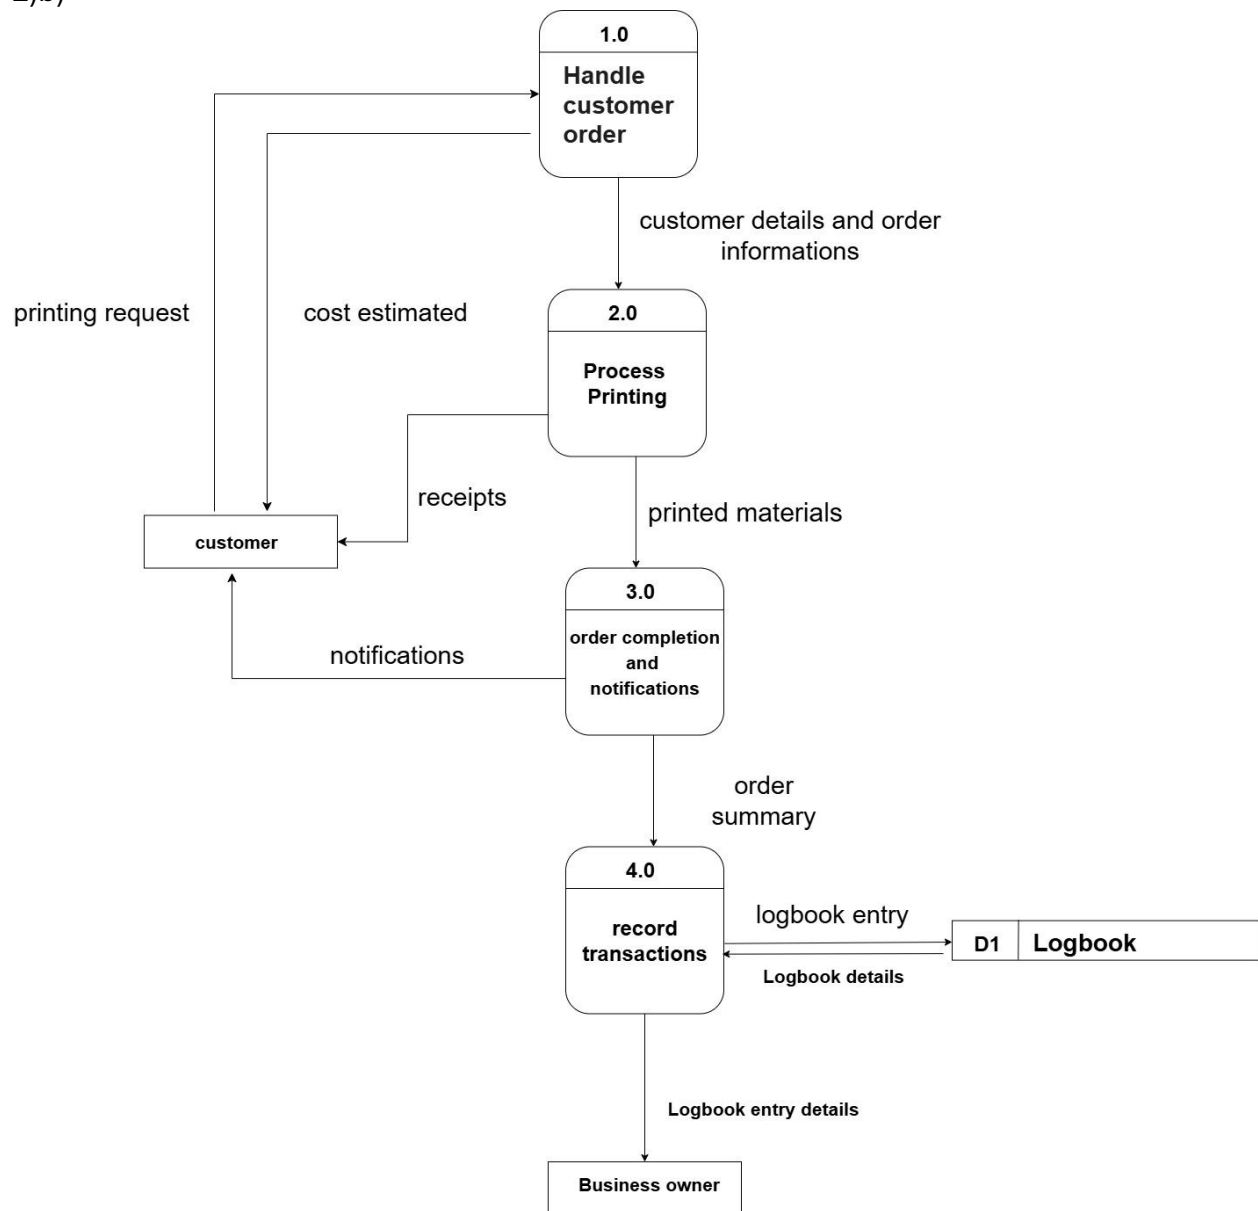 1.0
Handle
customer
order
customer details and order
informations
printing request
cost estimated
2.0
Process
Printing
receipts
printed materials
customer
3.0
order completion
and
notifications
notifications
order
summary
4.0
record
transactions
logbook entry
D1 Logbook
Logbook details
Logbook entry details
Business owner